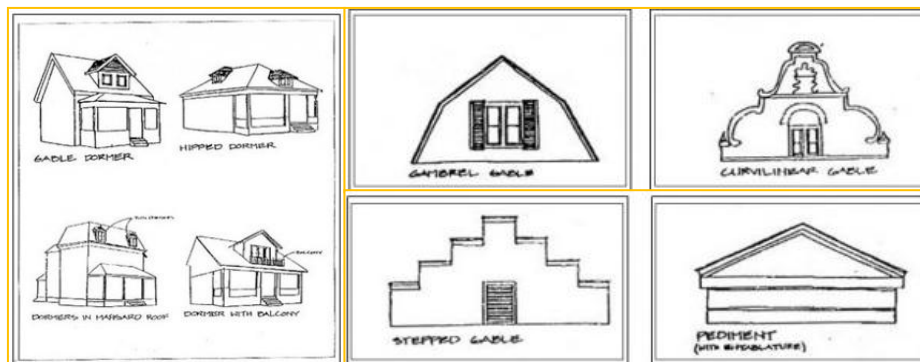 GABLE DORMER
HIPPED DORMER
DORMERS IN MANSARD ROOF
DORMER WITH BALCONY
BALCONY
GAMBREL GABLE
CURVILINEAR GABLE
STEPPED GABLE
PEDIMENT
(WITH ENTABLATURE)